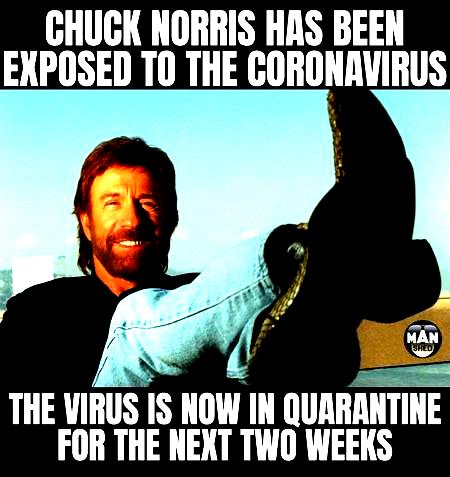 CHUCK NORRIS HAS BEEN
EXPOSED TO THE CORONAVIRUS
MAN
SHED
THE VIRUS IS NOW IN QUARANTINE
FOR THE NEXT TWO WEEKS